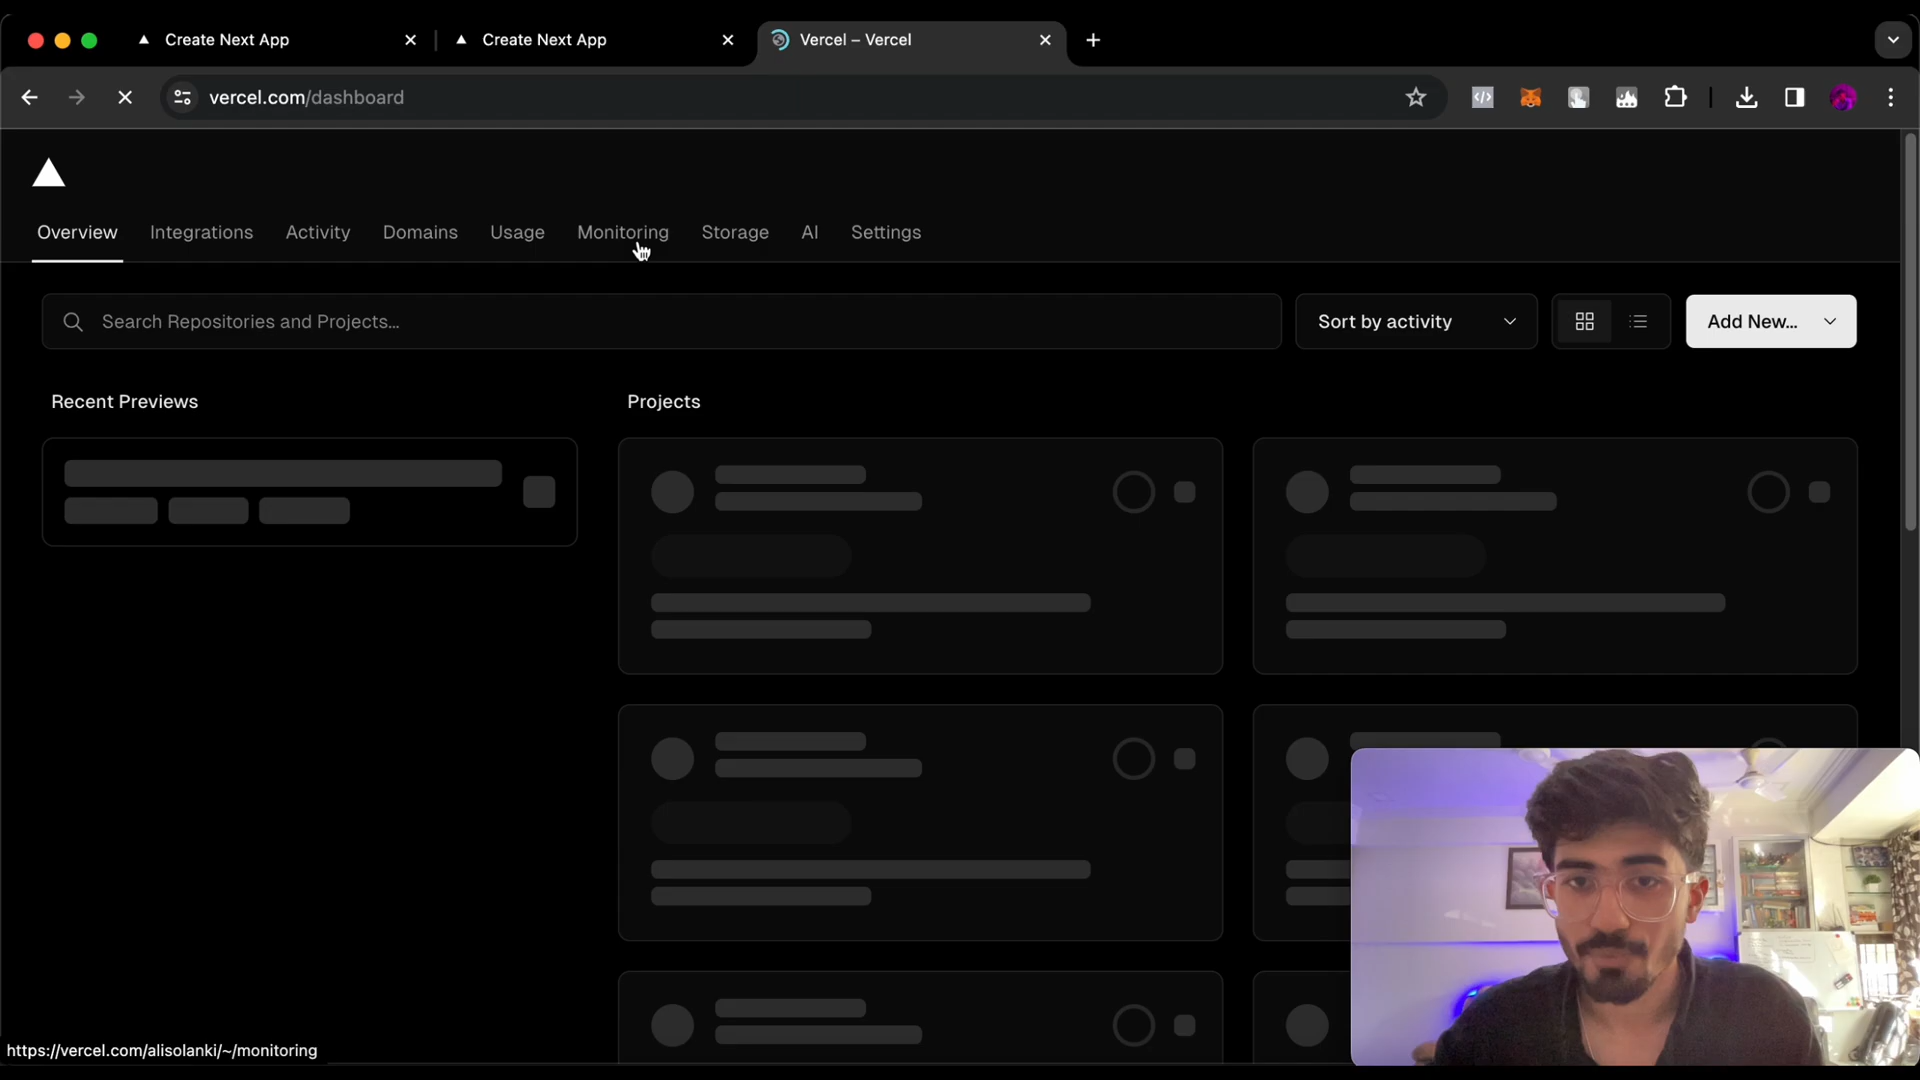 Create Next App
Create Next App
Vercel – Vercel
vercel.com/dashboard
Overview
Integrations
Activity
Domains
Usage
Monitoring
Storage
AI
Settings
Search Repositories and Projects...
Sort by activity
Add New...
Recent Previews
Projects
https://vercel.com/alisolanki/~/monitoring